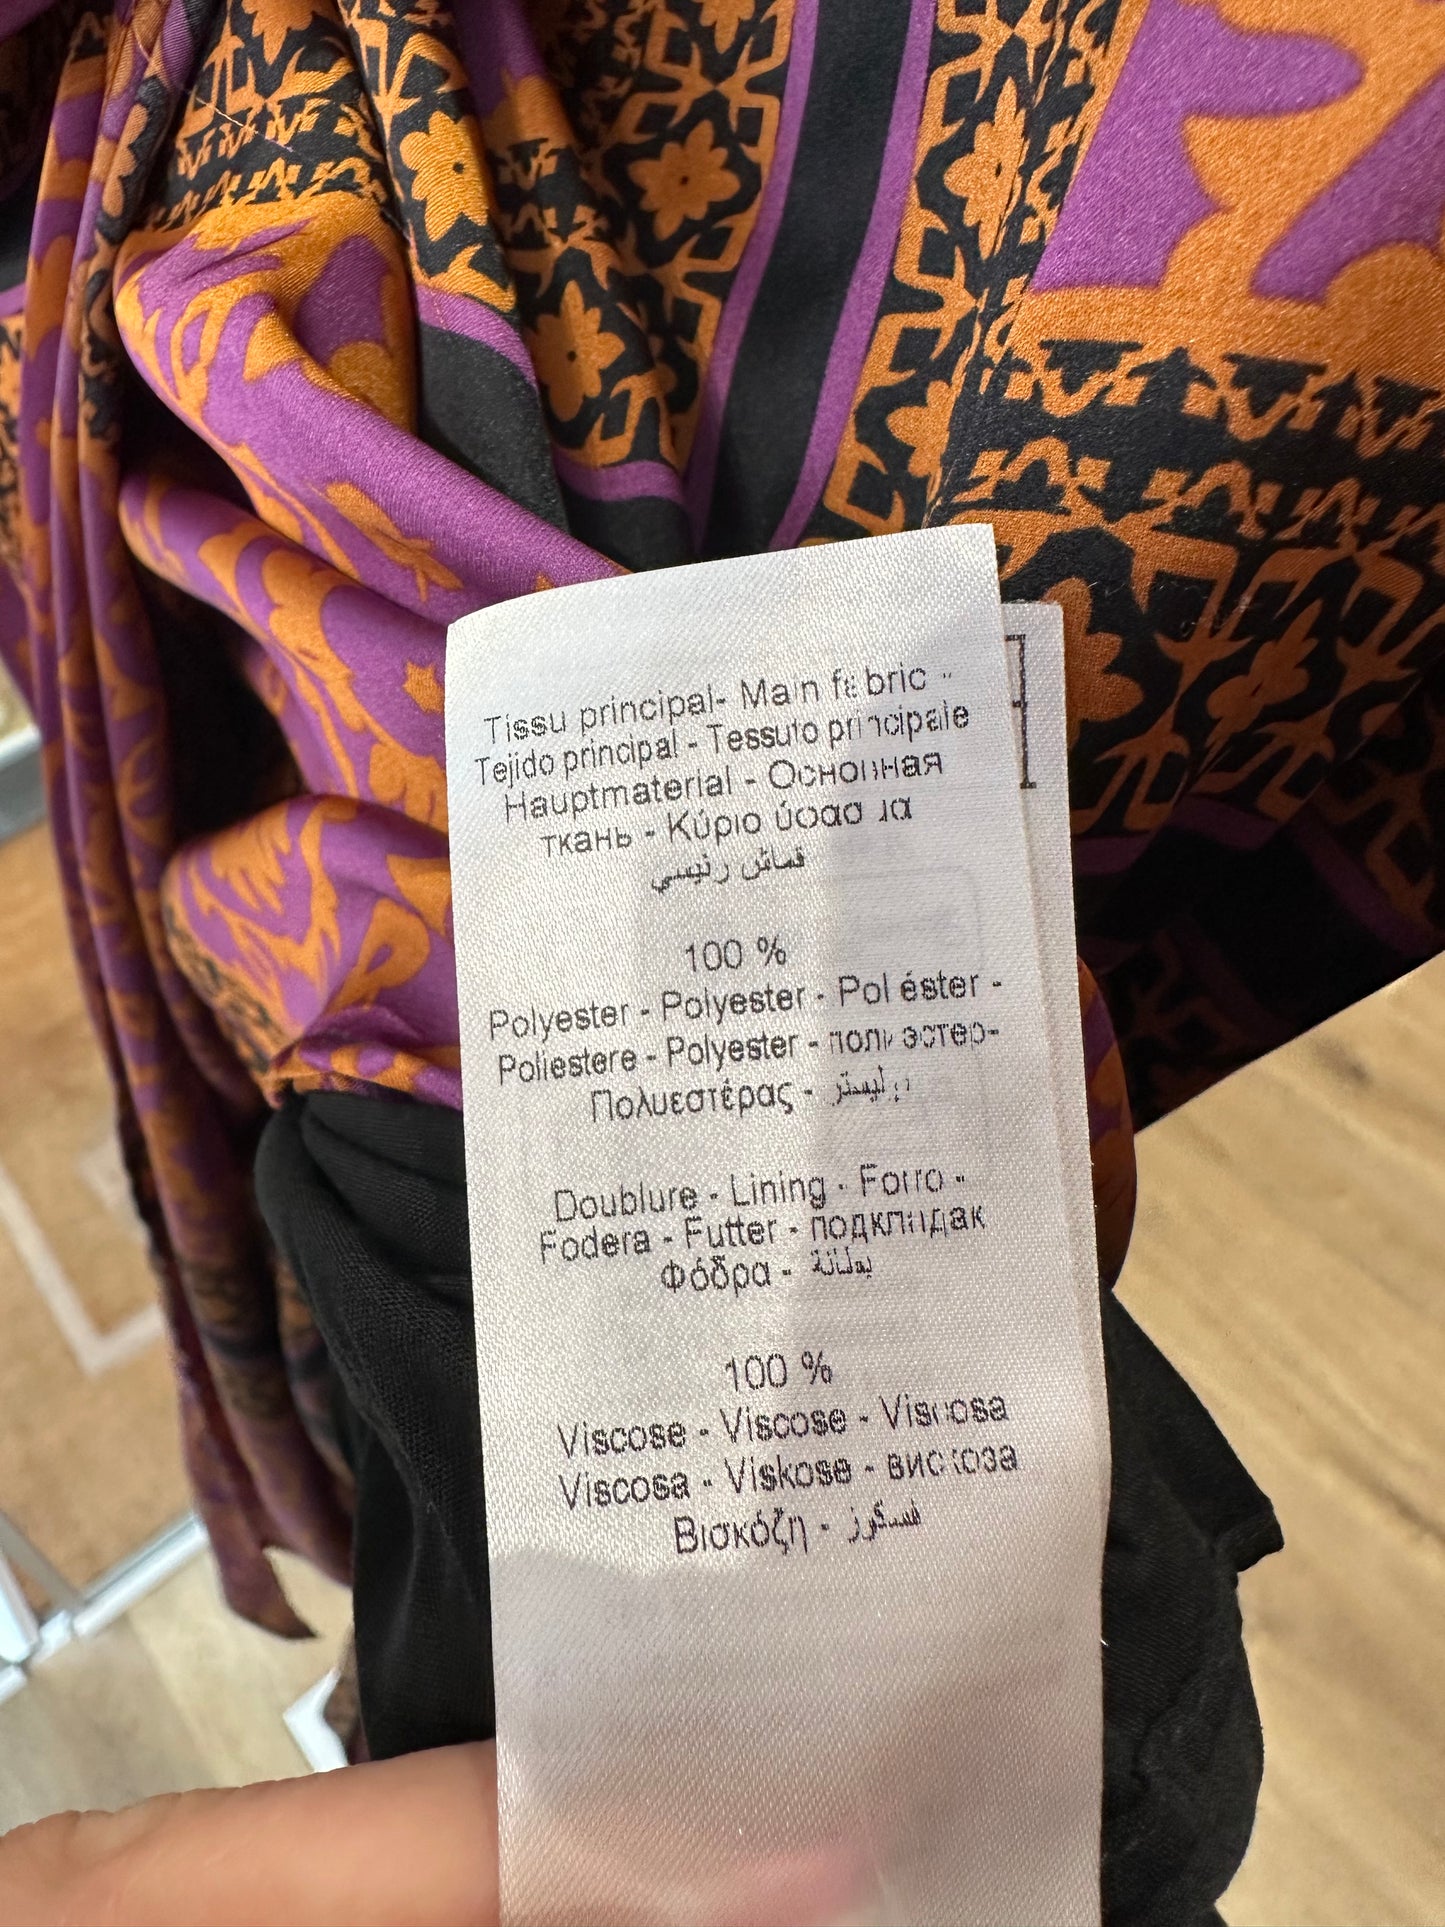 Tissu principal- Main fabric -
Tejido principal - Tessuto principale
Hauptmaterial - Основная
ткань - Κύριο ύφασμα
قماش رئيسي
100 %
Polyester - Polyester - Poliéster -
Poliestere - Polyester - полиэстер-
Πολυεστέρας - بوليستر
Doublure - Lining - Forro -
Fodera - Futter - подкладак
Φόδρα - بطانة
100 %
Viscose - Viscose - Viscosa
Viscosa - Viskose - вискоза
Βισκόζη - فسكوز